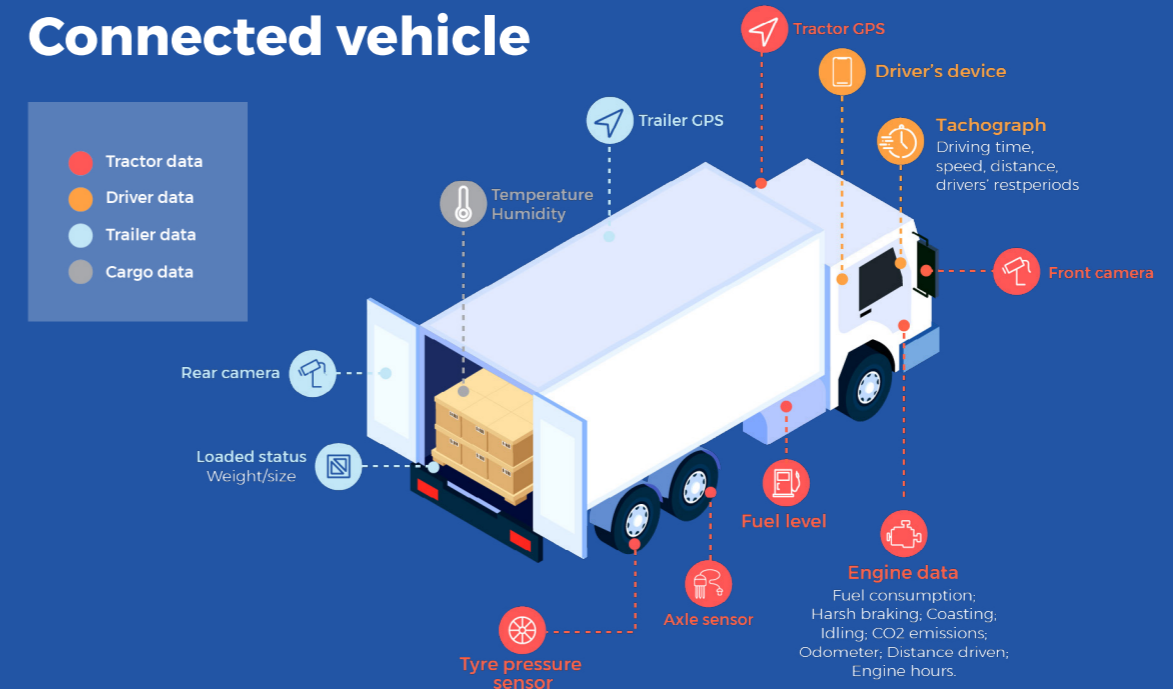 Connected vehicle
Tractor data
Driver data
Trailer data
Cargo data
Tractor GPS
Driver's device
Trailer GPS
Tachograph
Driving time,
speed, distance,
drivers' restperiods
Temperature
Humidity
Front camera
Rear camera
Loaded status
Weight/size
Fuel level
Engine data
Fuel consumption;
Harsh braking; Coasting;
Idling; CO2 emissions;
Odometer; Distance driven;
Engine hours.
Axle sensor
Tyre pressure
sensor